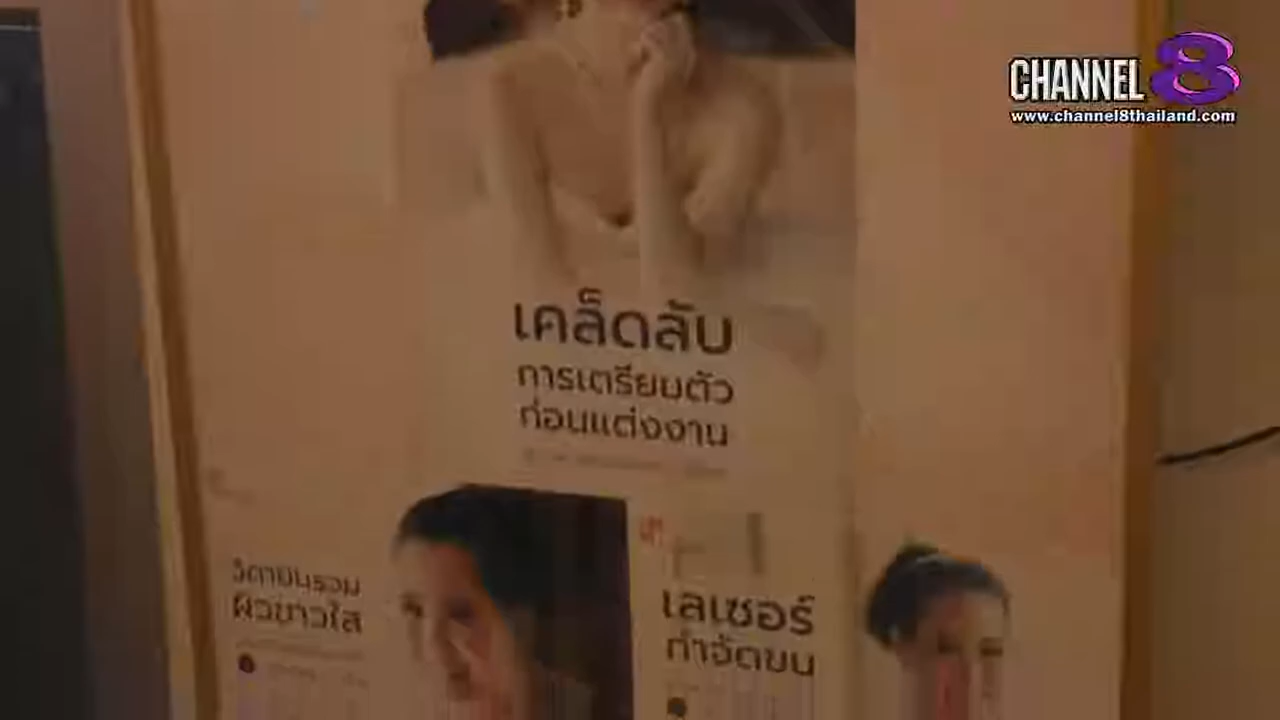 CHANNEL 8
www.channel8thailand.com
เคล็ดลับ
การเตรียมตัว
ก่อนแต่งงาน
วิตามินรวม
ผิวขาวใส
เลเซอร์
กำจัดขน